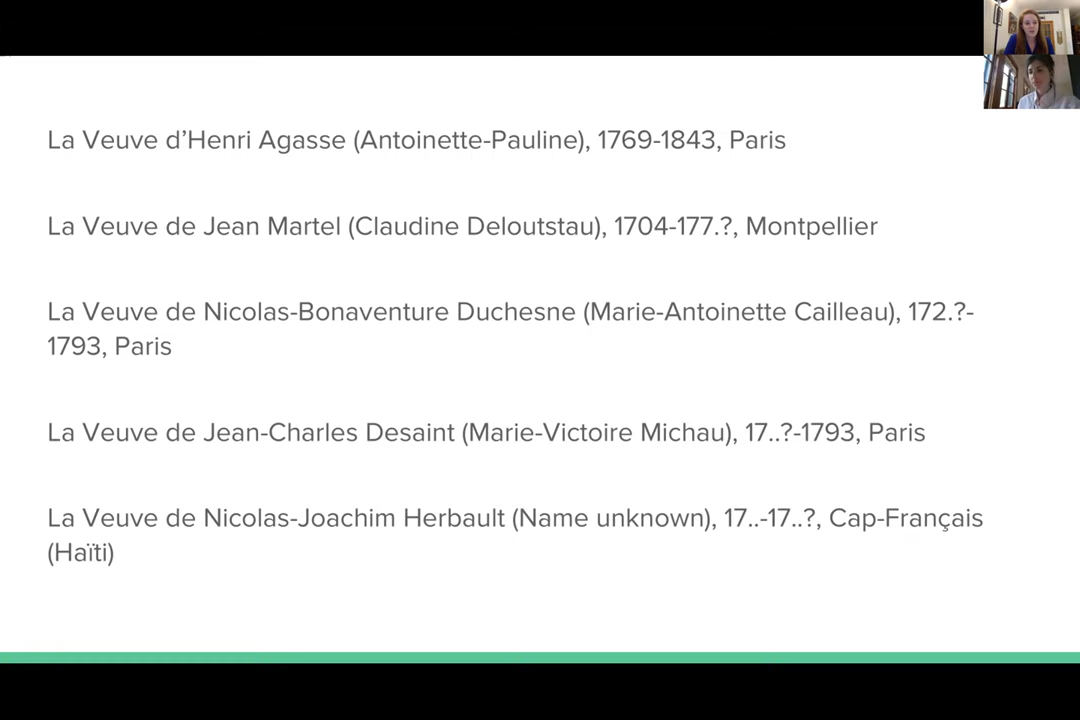 La Veuve d’Henri Agasse (Antoinette-Pauline), 1769-1843, Paris
La Veuve de Jean Martel (Claudine Deloutstau), 1704-177.?, Montpellier
La Veuve de Nicolas-Bonaventure Duchesne (Marie-Antoinette Cailleau), 172.?-
1793, Paris
La Veuve de Jean-Charles Desaint (Marie-Victoire Michau), 17..?-1793, Paris
La Veuve de Nicolas-Joachim Herbault (Name unknown), 17..-17..?, Cap-Français
(Haïti)